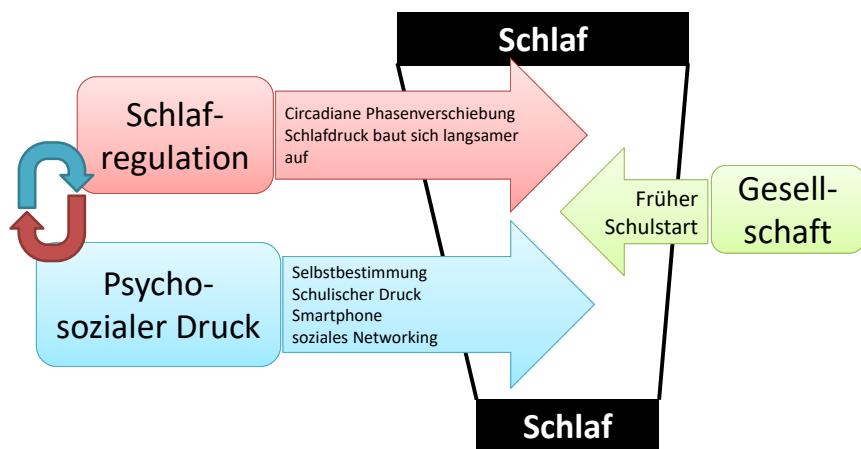 Schlaf
Schlaf-
regulation
Circadiane Phasenverschiebung
Schlafdruck baut sich langsamer
auf
Früher
Schulstart
Gesell-
schaft
Psycho-
sozialer Druck
Selbstbestimmung
Schulischer Druck
Smartphone
soziales Networking
Schlaf